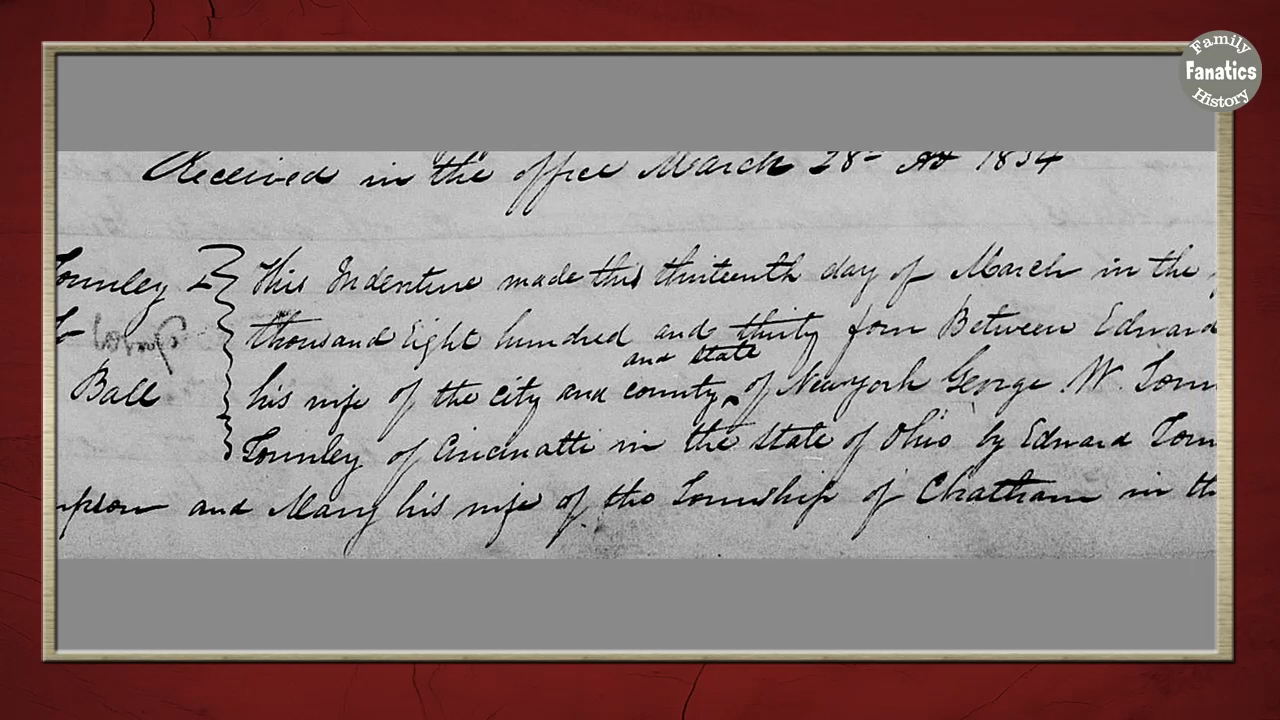 Family
Fanatics
History
Received in the office March 28th AD 1834
Townley
to
Ball
This Indenture made this thirteenth day of March in the
thousand Eight hundred and thirty four Between Edward
and state
his wife of the city and county ‸ of Newyork George W. Town
Townley of Cincinatti in the state of Ohio by Edward Town
mpson and Mary his wife of the Township of Chatham in th